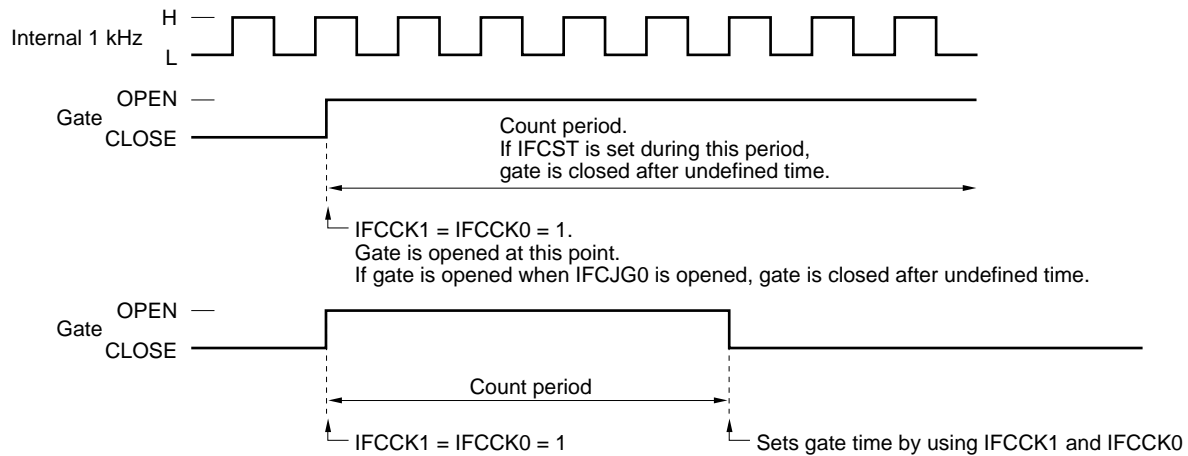 H
Internal 1 kHz
L
OPEN
Gate
CLOSE
Count period.
If IFCST is set during this period,
gate is closed after undefined time.
IFCCK1 = IFCCK0 = 1.
Gate is opened at this point.
If gate is opened when IFCJG0 is opened, gate is closed after undefined time.
OPEN
Gate
CLOSE
Count period
IFCCK1 = IFCCK0 = 1
Sets gate time by using IFCCK1 and IFCCK0